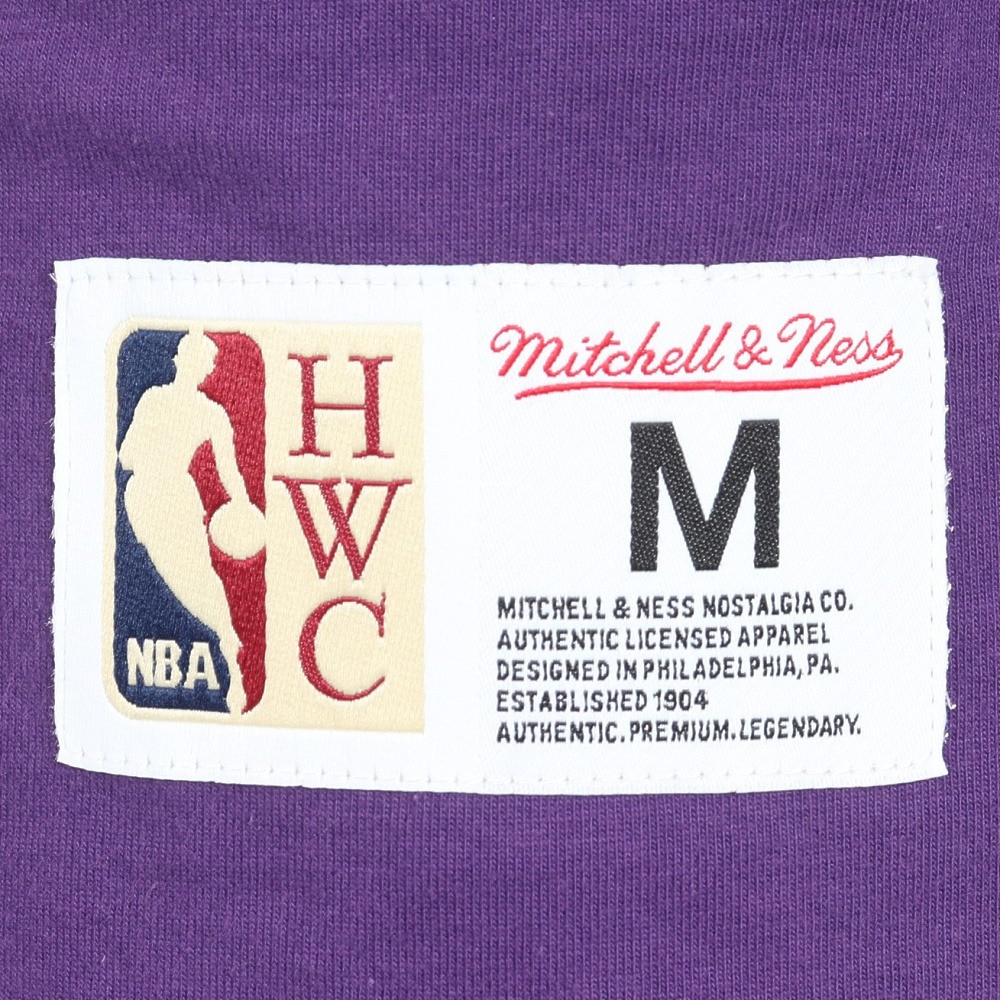 NBA
H
W
C
Mitchell & Ness
M
MITCHELL & NESS NOSTALGIA CO.
AUTHENTIC LICENSED APPAREL
DESIGNED IN PHILADELPHIA, PA.
ESTABLISHED 1904
AUTHENTIC.PREMIUM.LEGENDARY.